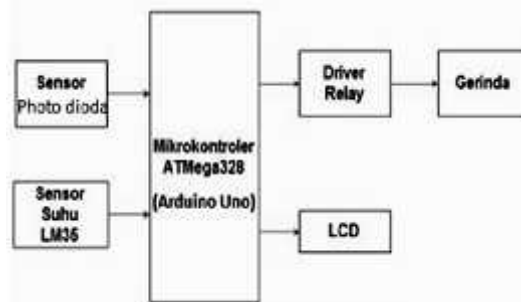 Sensor
Photo dioda
Sensor
Suhu
LM35
Mikrokontroler
ATMega328
(Arduino Uno)
Driver
Relay
Gerinda
LCD